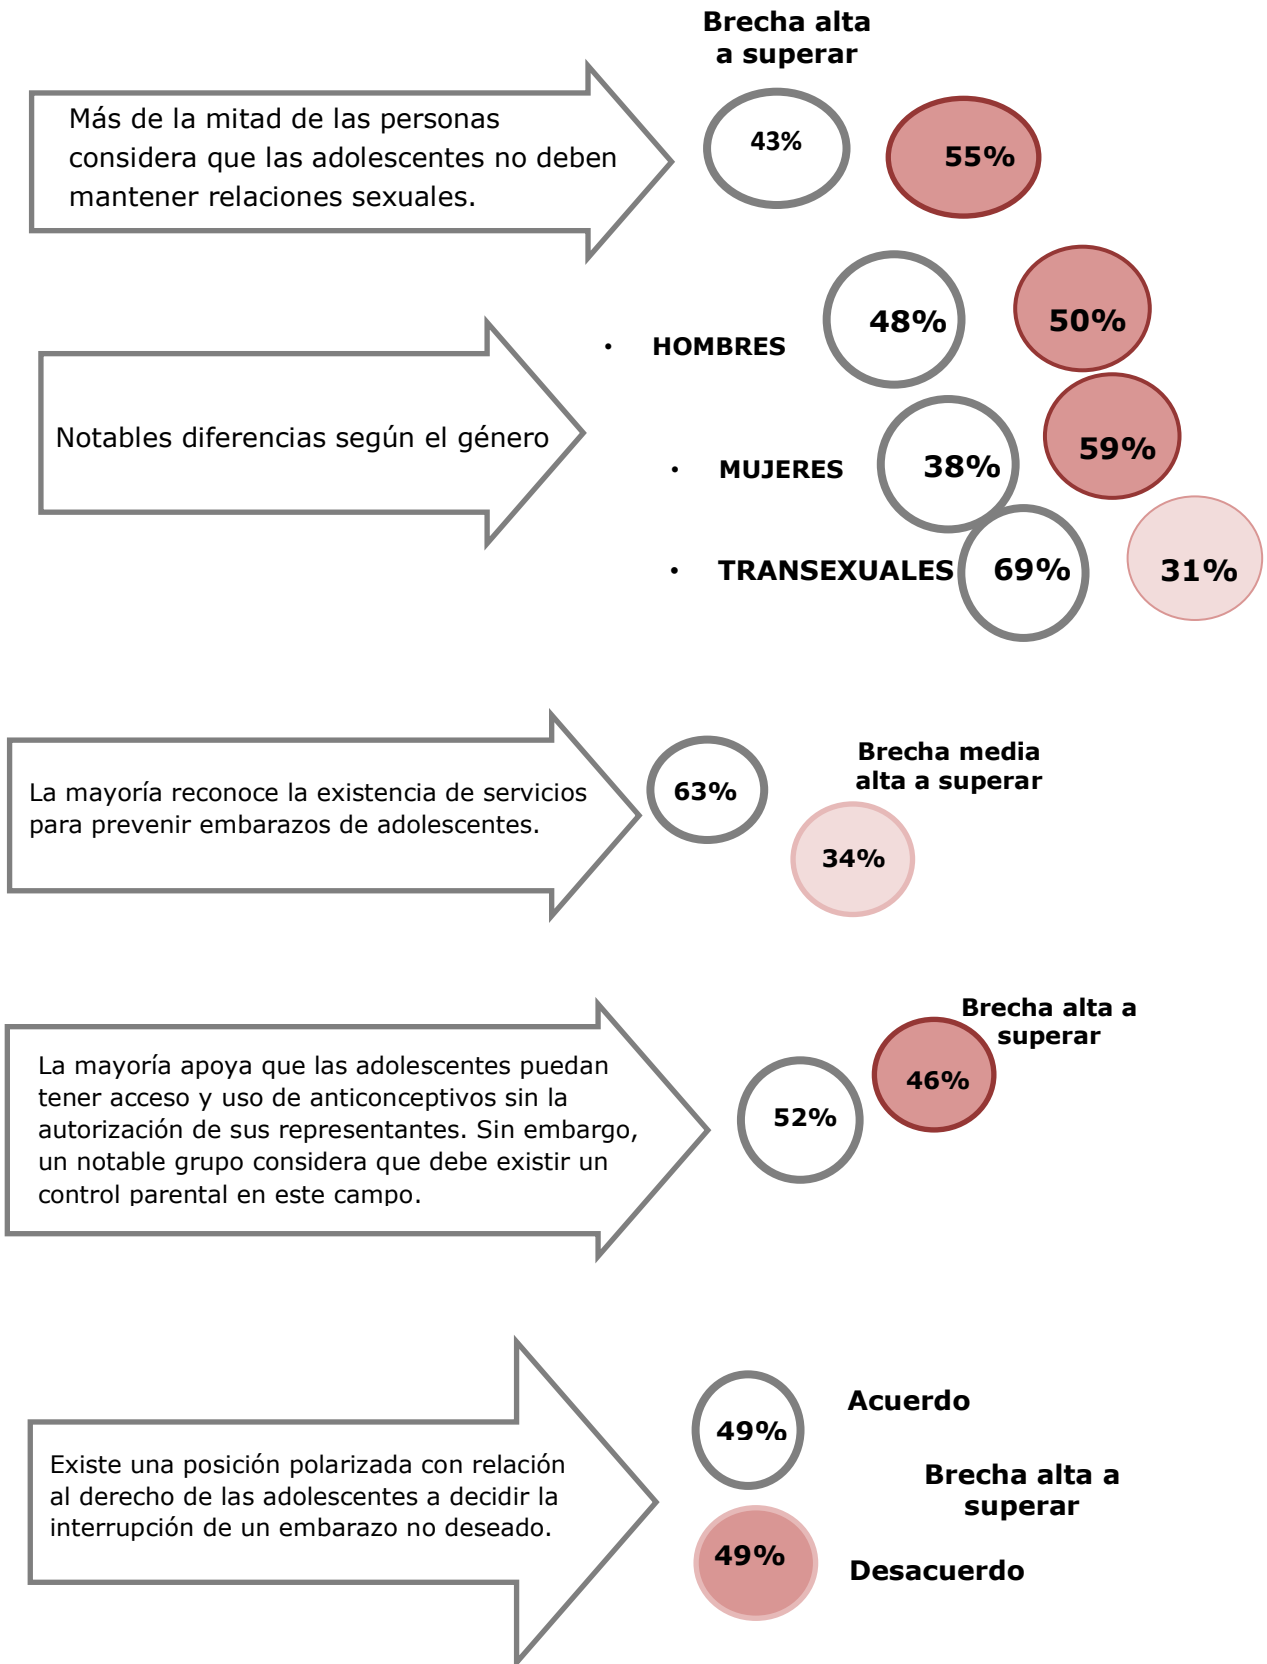 Brecha alta
a superar
Más de la mitad de las personas
considera que las adolescentes no deben
mantener relaciones sexuales.
43%
55%
Notables diferencias según el género
• HOMBRES
48%
50%
• MUJERES
38%
59%
• TRANSEXUALES
69%
31%
La mayoría reconoce la existencia de servicios
para prevenir embarazos de adolescentes.
63%
Brecha media
alta a superar
34%
La mayoría apoya que las adolescentes puedan
tener acceso y uso de anticonceptivos sin la
autorización de sus representantes. Sin embargo,
un notable grupo considera que debe existir un
control parental en este campo.
52%
46%
Brecha alta a
superar
Existe una posición polarizada con relación
al derecho de las adolescentes a decidir la
interrupción de un embarazo no deseado.
49%
Acuerdo
Brecha alta a
superar
49%
Desacuerdo